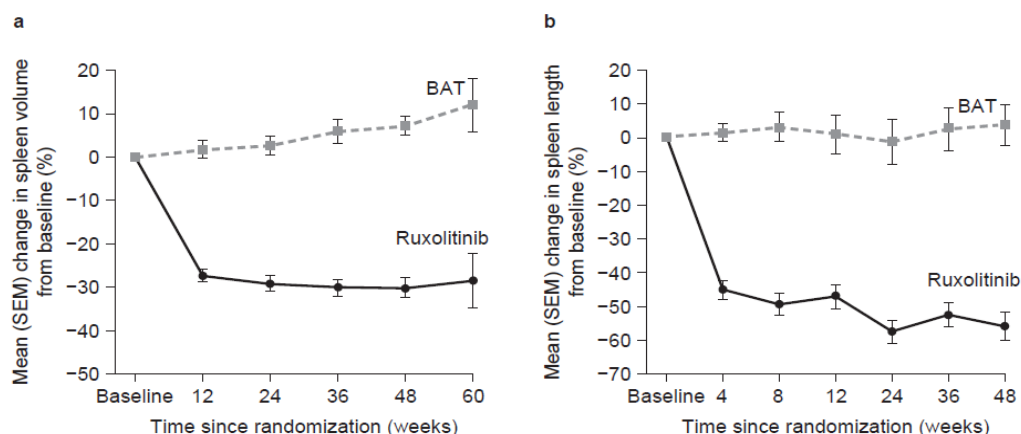 a
Mean (SEM) change in spleen volume
from baseline (%)
20
10
0
−10
−20
−30
−40
−50
BAT
Ruxolitinib
Baseline 12 24 36 48 60
Time since randomization (weeks)
b
Mean (SEM) change in spleen length
from baseline (%)
20
10
0
−10
−20
−30
−40
−50
−60
−70
BAT
Ruxolitinib
Baseline 4 8 12 24 36 48
Time since randomization (weeks)